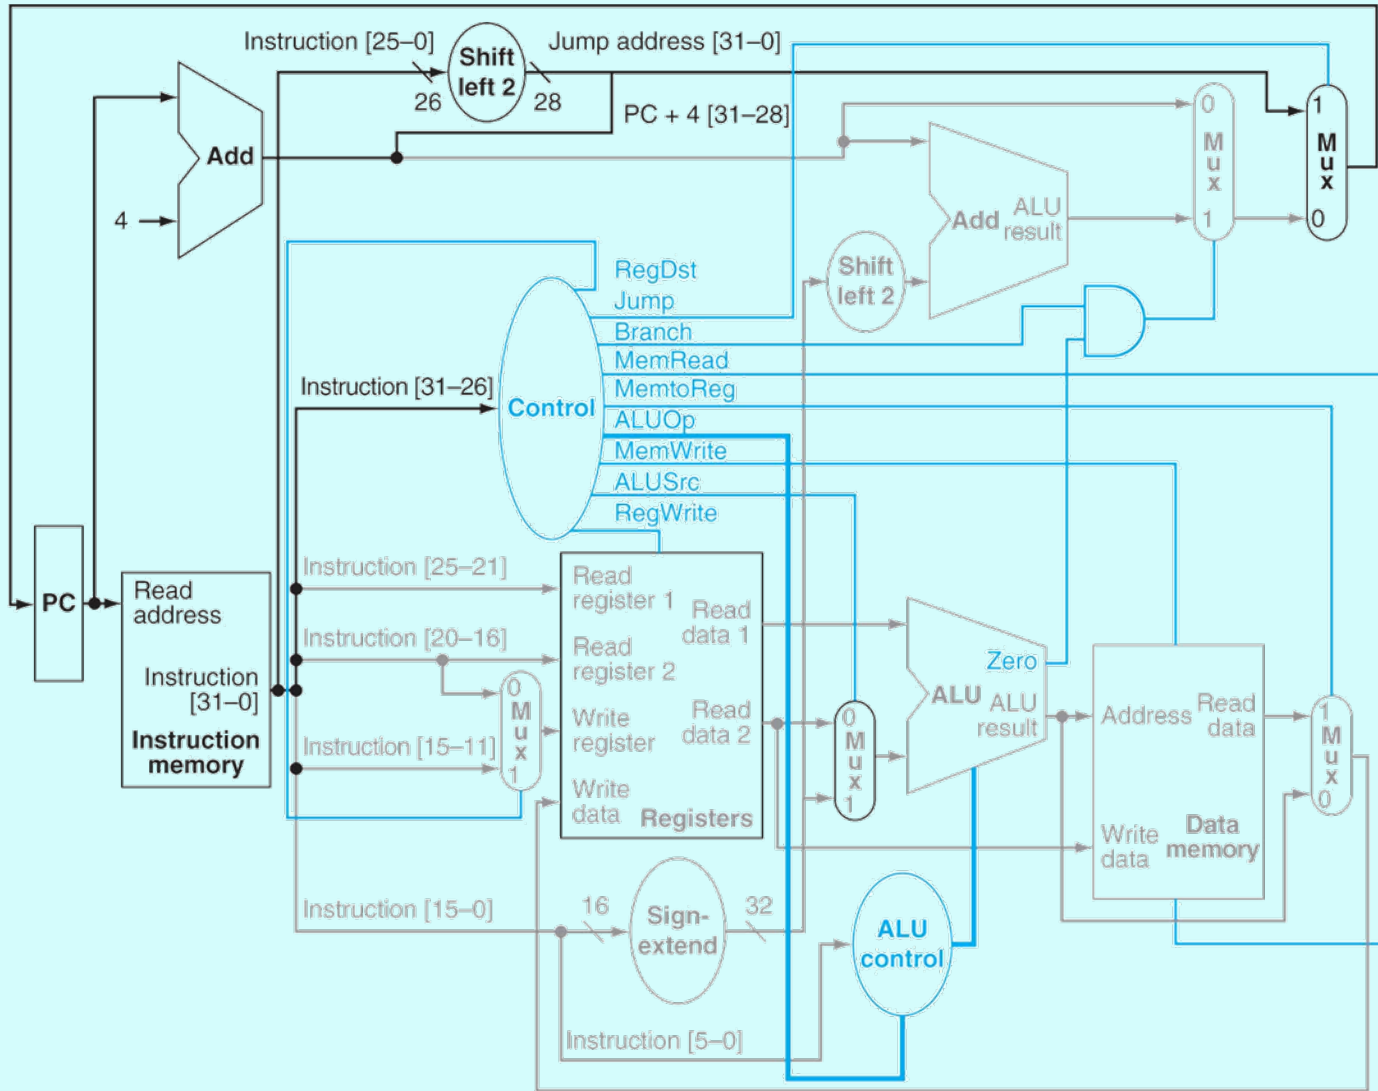 Instruction [25–0]
Shift
left 2
Jump address [31–0]
26
28
PC + 4 [31–28]
Add
4
0
M
u
x
1
1
M
u
x
0
Add
ALU
result
Shift
left 2
RegDst
Jump
Branch
MemRead
MemtoReg
ALUOp
MemWrite
ALUSrc
RegWrite
Instruction [31–26]
Control
PC
Read
address
Instruction
[31–0]
Instruction
memory
Instruction [25–21]
Instruction [20–16]
Instruction [15–11]
0
M
u
x
1
Read
register 1
Read
register 2
Write
register
Write
data
Read
data 1
Read
data 2
Registers
0
M
u
x
1
Zero
ALU
ALU
result
Address
Read
data
Write
data
Data
memory
1
M
u
x
0
Instruction [15–0]
16
Sign-
extend
32
ALU
control
Instruction [5–0]